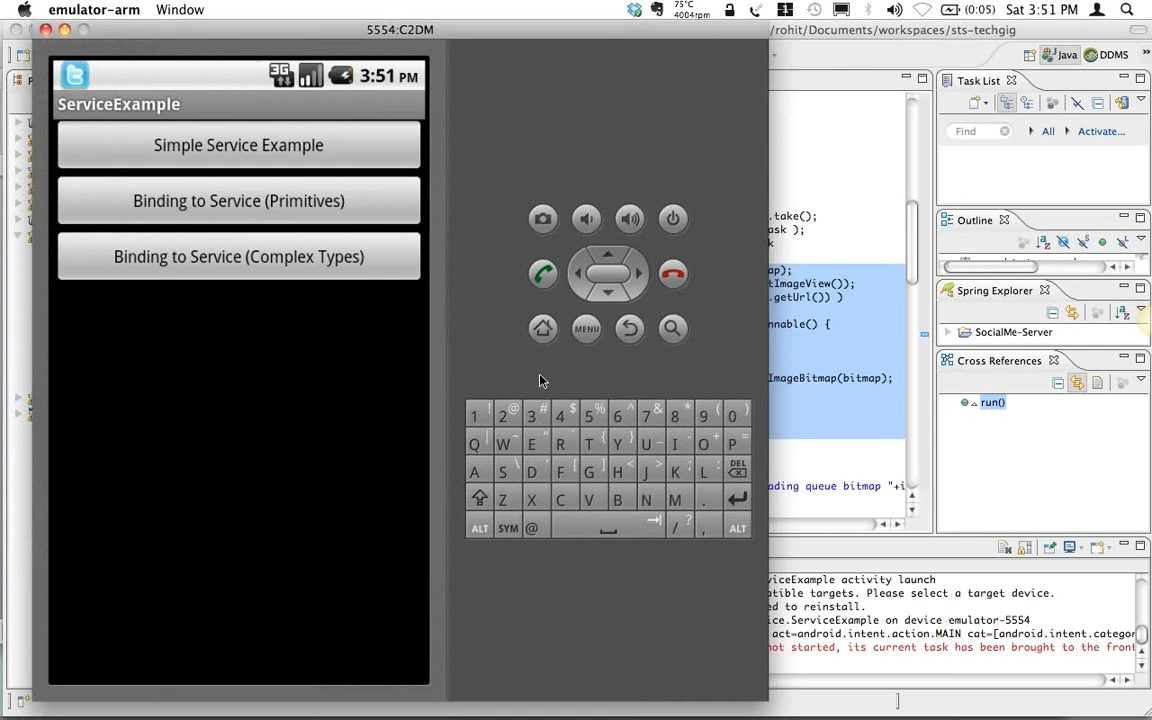 emulator-arm Window
75°C
4004rpm
(0:05) Sat 3:51 PM
5554:C2DM
/rohit/Documents/workspaces/sts-techgig
3G
3:51 PM
ServiceExample
Simple Service Example
Binding to Service (Primitives)
Binding to Service (Complex Types)
MENU
1 ! 2 @ 3 # 4 $ 5 % 6 ^ 7 & 8 * 9 ( 0 )
Q | W ~ E " R ` T { Y } U _ I - O + P =
A S \ D ' F [ G ] H < J > K ; L : DEL
Z X C V B N M .
ALT SYM @ / ? , ALT
Java DDMS
.take();
ask );
k
ap);
tImageView());
.getUrl()) )
nnable() {
ImageBitmap(bitmap);
ading queue bitmap "+i
Task List
Find All Activate...
Outline
Spring Explorer
SocialMe-Server
Cross References
run()
viceExample activity launch
atible targets. Please select a target device.
ed to reinstall.
ce.ServiceExample on device emulator-5554
act=android.intent.action.MAIN cat=[android.intent.categor
not started, its current task has been brought to the front